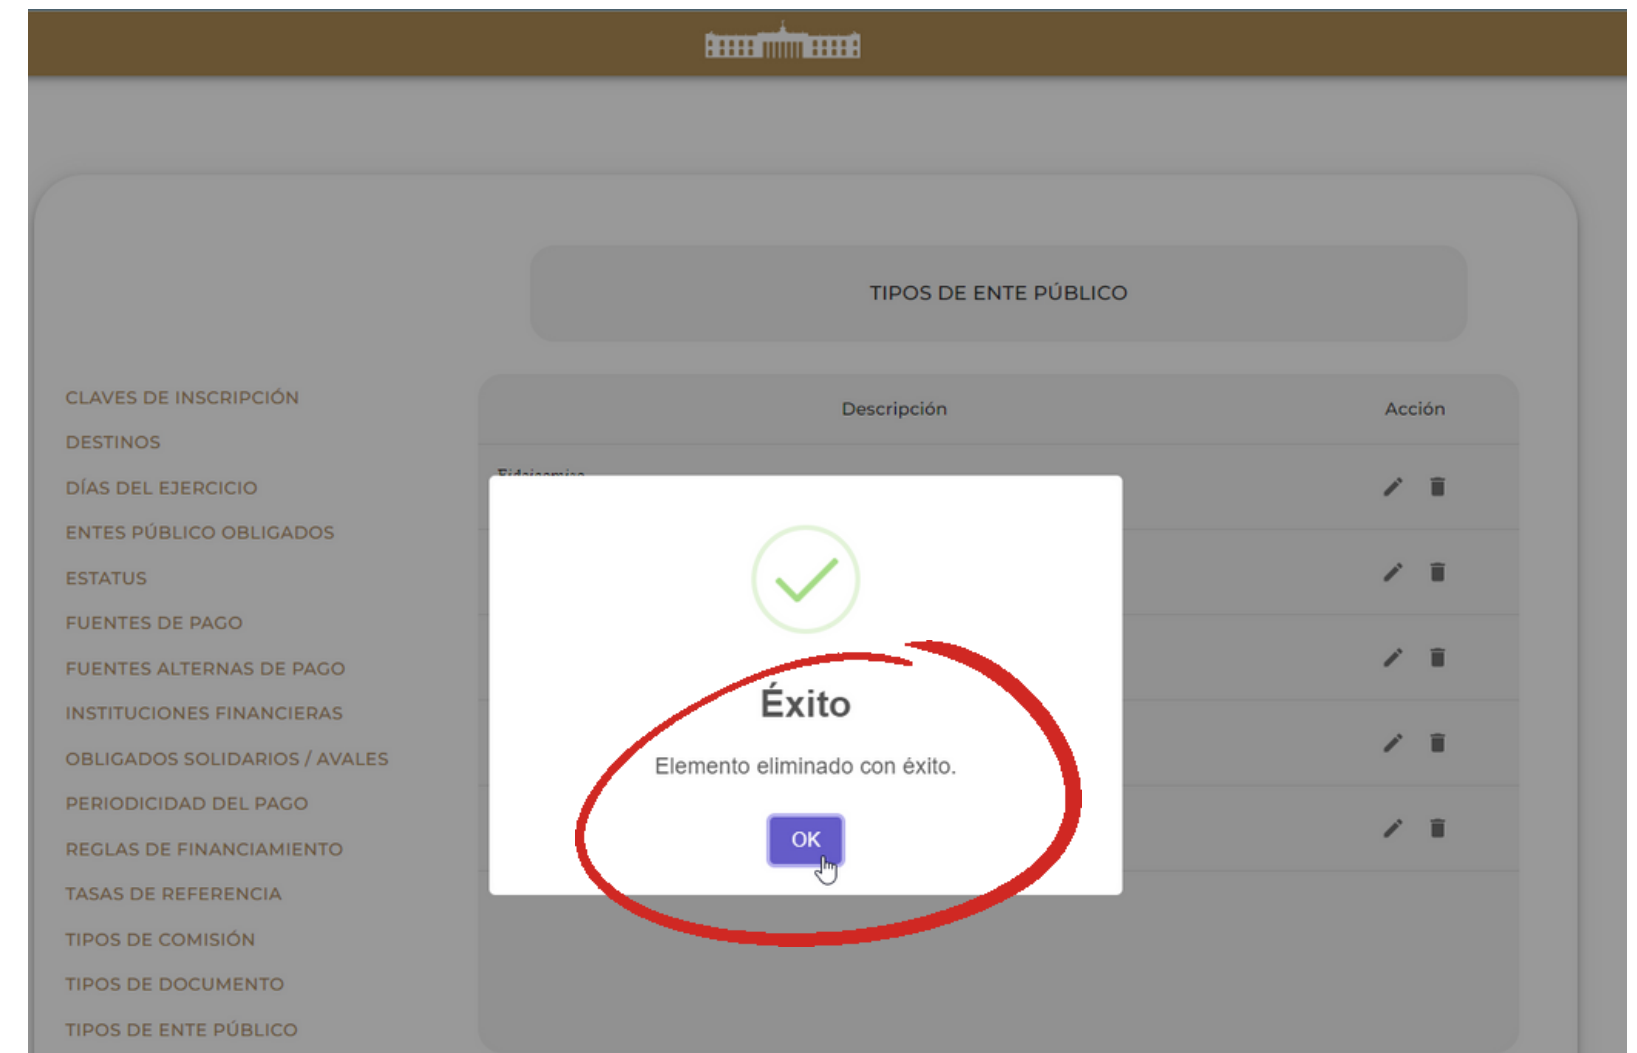 TIPOS DE ENTE PÚBLICO
CLAVES DE INSCRIPCIÓN
DESTINOS
DÍAS DEL EJERCICIO
ENTES PÚBLICO OBLIGADOS
ESTATUS
FUENTES DE PAGO
FUENTES ALTERNAS DE PAGO
INSTITUCIONES FINANCIERAS
OBLIGADOS SOLIDARIOS / AVALES
PERIODICIDAD DEL PAGO
REGLAS DE FINANCIAMIENTO
TASAS DE REFERENCIA
TIPOS DE COMISIÓN
TIPOS DE DOCUMENTO
TIPOS DE ENTE PÚBLICO
Descripción Acción
Éxito
Elemento eliminado con éxito.
OK